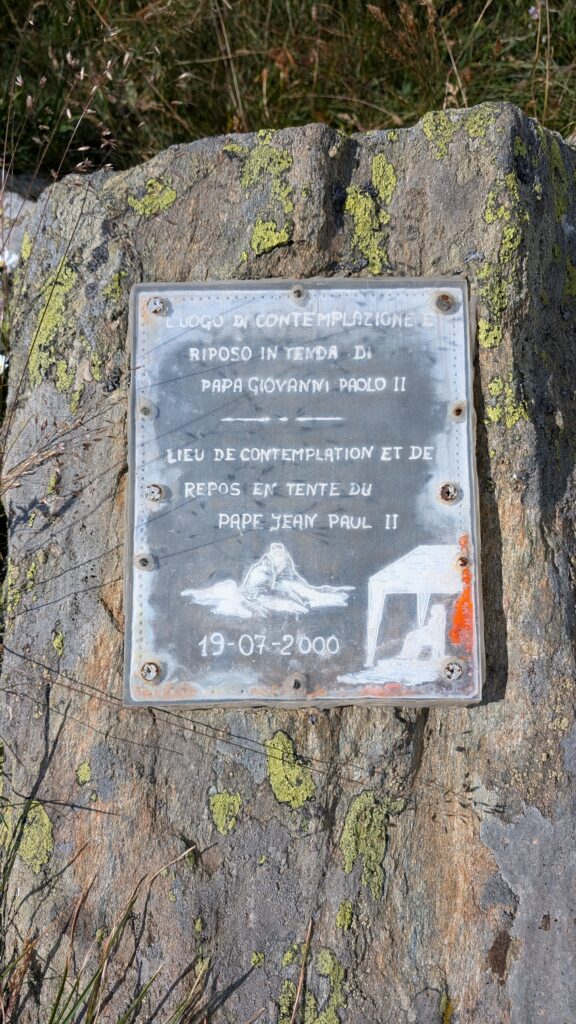 LUOGO DI CONTEMPLAZIONE E
RIPOSO IN TENDA DI
PAPA GIOVANNI PAOLO II
LIEU DE CONTEMPLATION ET DE
REPOS EN TENTE DU
PAPE JEAN PAUL II
19-07-2000